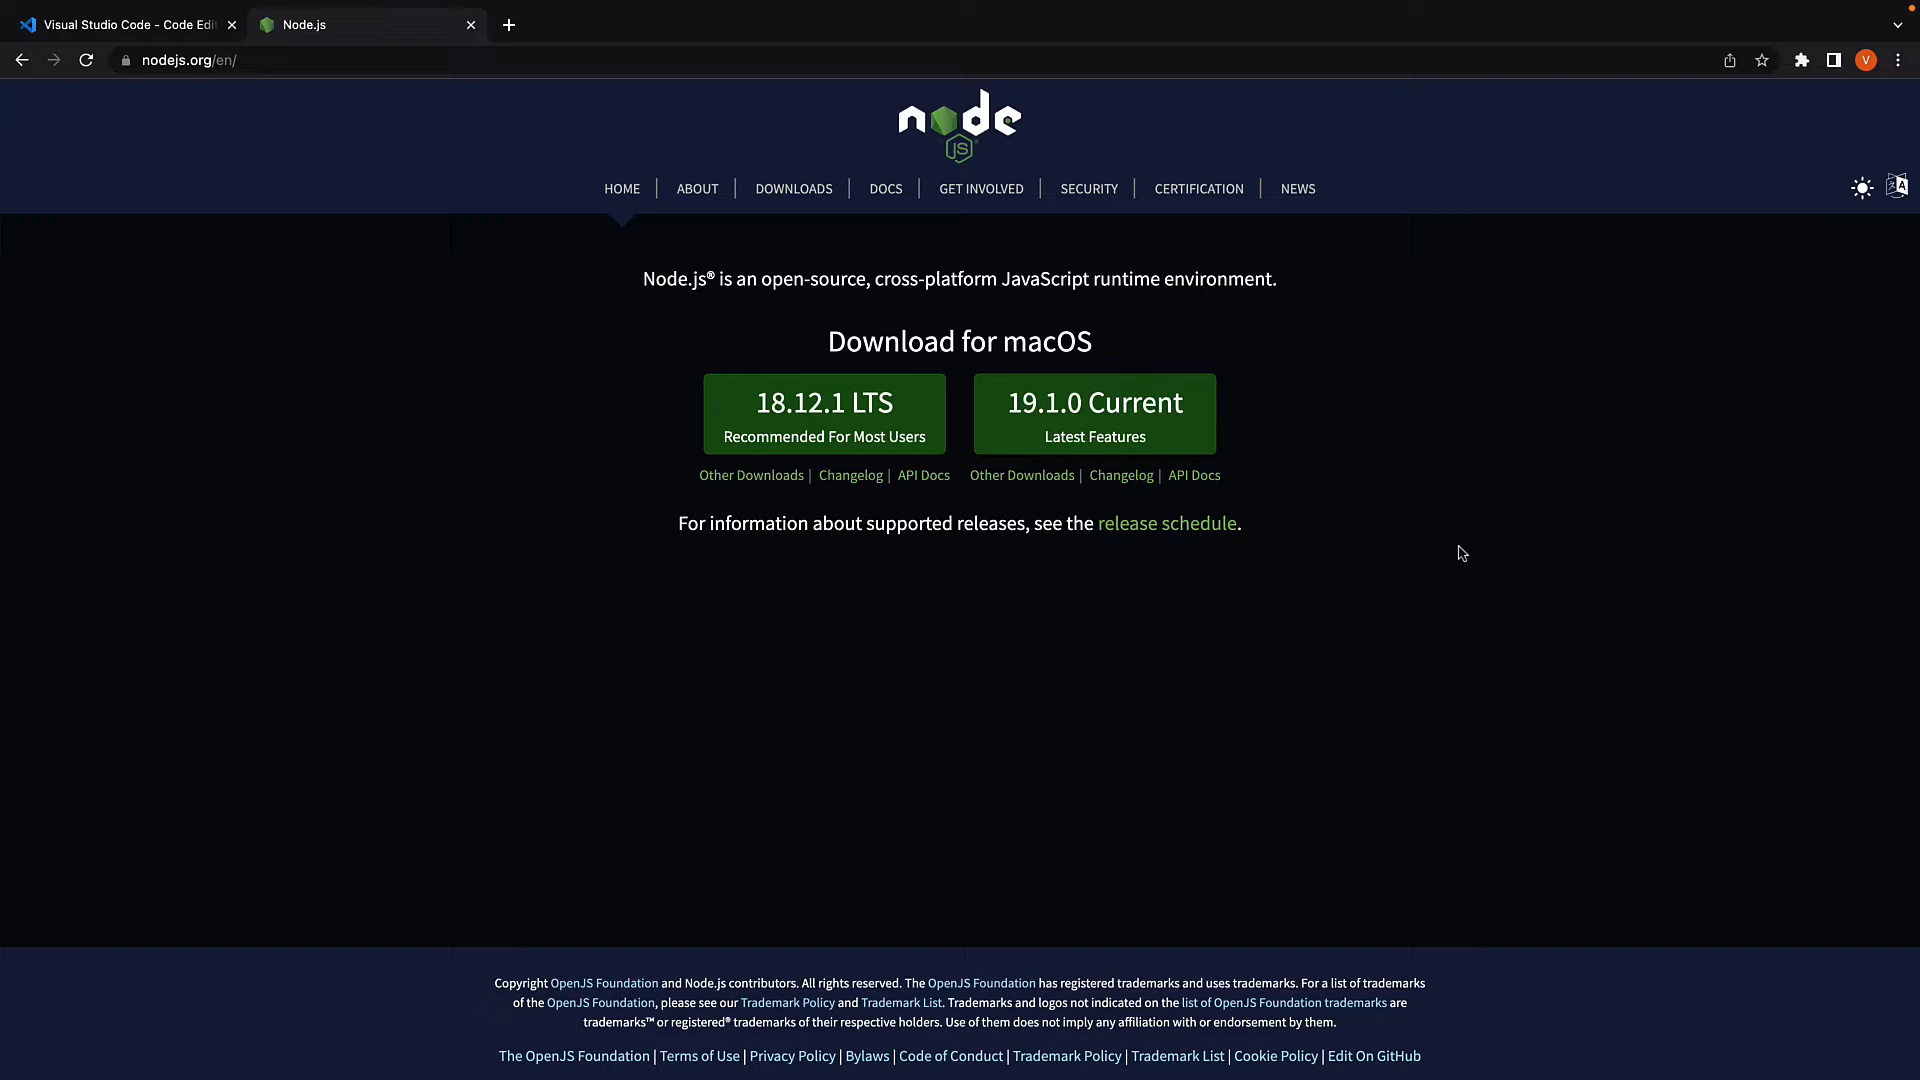 Visual Studio Code - Code Edi
Node.js
nodejs.org/en/
V
node
JS
HOME | ABOUT | DOWNLOADS | DOCS | GET INVOLVED | SECURITY | CERTIFICATION | NEWS
Node.js® is an open-source, cross-platform JavaScript runtime environment.
Download for macOS
18.12.1 LTS
Recommended For Most Users
19.1.0 Current
Latest Features
Other Downloads | Changelog | API Docs
Other Downloads | Changelog | API Docs
For information about supported releases, see the release schedule.
Copyright OpenJS Foundation and Node.js contributors. All rights reserved. The OpenJS Foundation has registered trademarks and uses trademarks. For a list of trademarks
of the OpenJS Foundation, please see our Trademark Policy and Trademark List. Trademarks and logos not indicated on the list of OpenJS Foundation trademarks are
trademarks™ or registered® trademarks of their respective holders. Use of them does not imply any affiliation with or endorsement by them.
The OpenJS Foundation | Terms of Use | Privacy Policy | Bylaws | Code of Conduct | Trademark Policy | Trademark List | Cookie Policy | Edit On GitHub